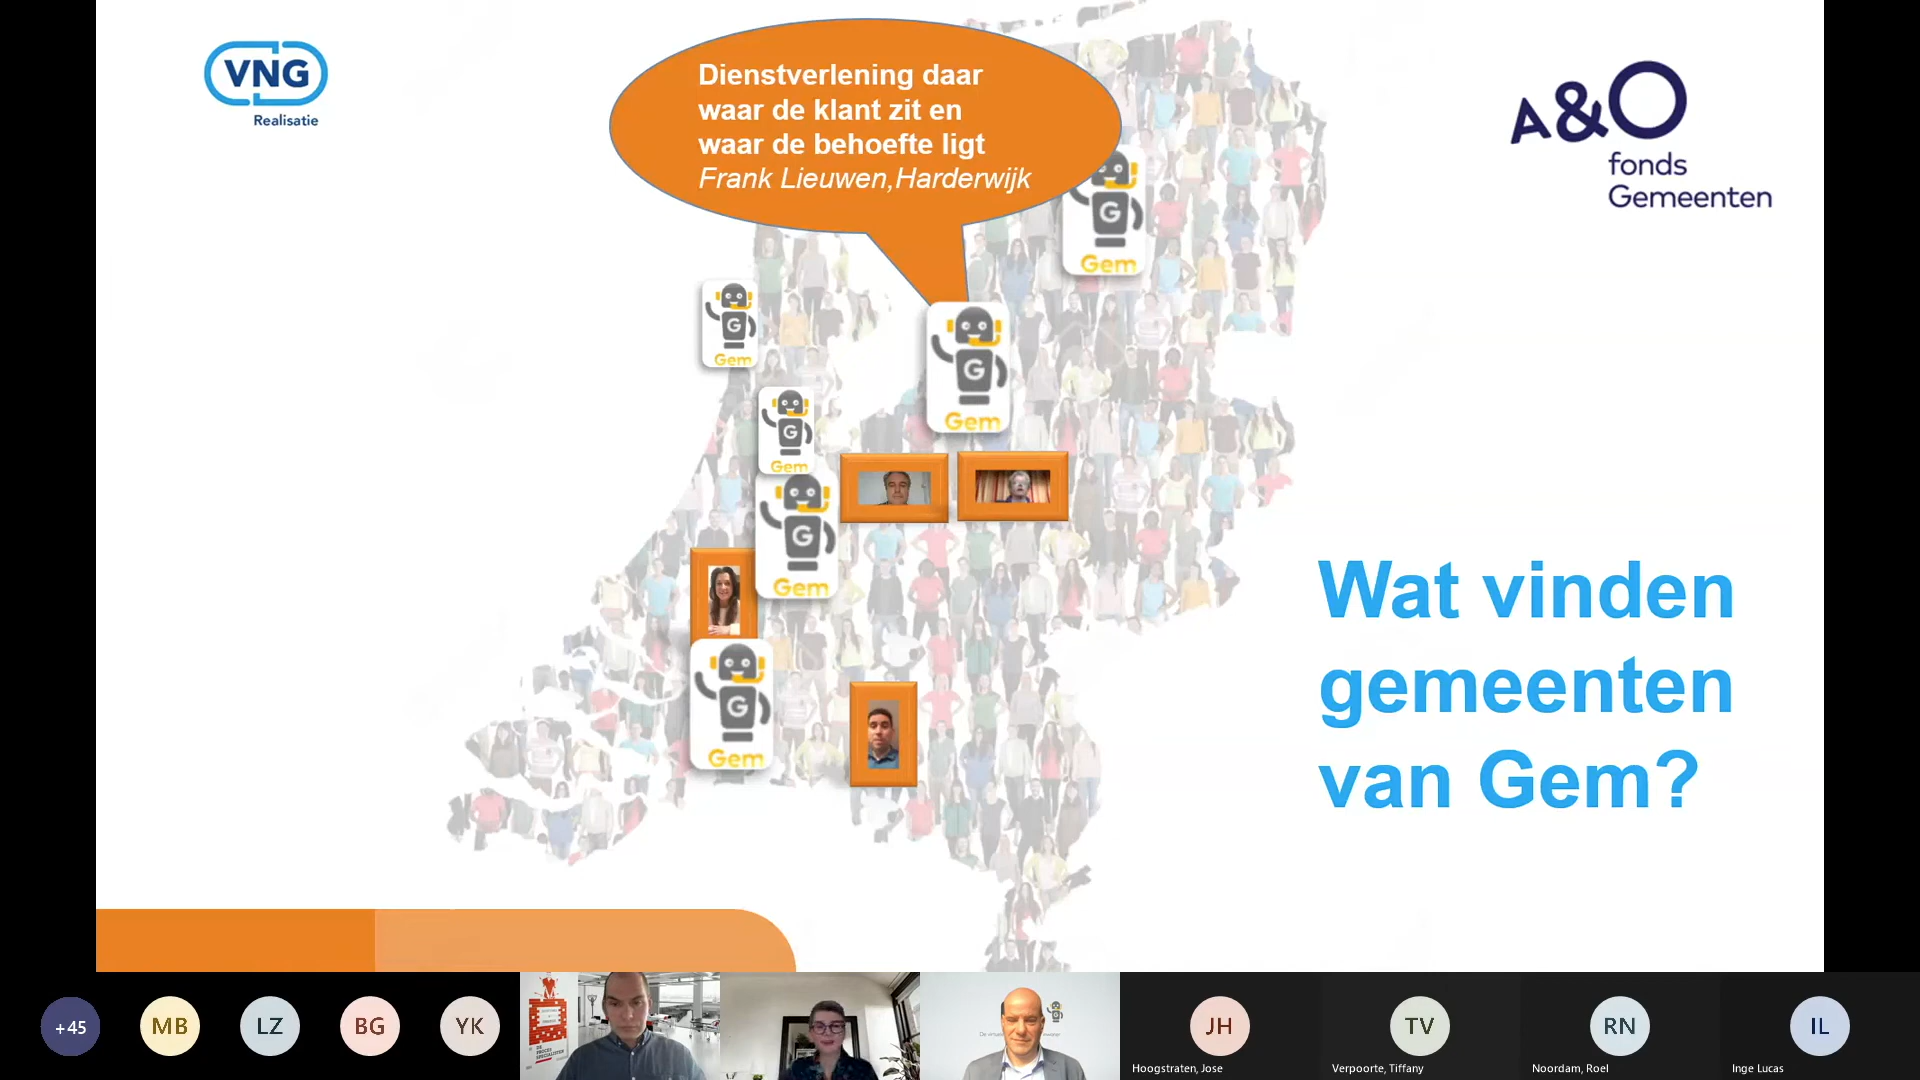 VNG
Realisatie
Dienstverlening daar
waar de klant zit en
waar de behoefte ligt
Frank Lieuwen,Harderwijk
A&O
fonds
Gemeenten
G
Gem
G
Gem
G
Gem
G
Gem
G
Gem
G
Gem
Wat vinden
gemeenten
van Gem?
+45
MB
LZ
BG
YK
JH
Hoogstraten, Jose
TV
Verpoorte, Tiffany
RN
Noordam, Roel
IL
Inge Lucas